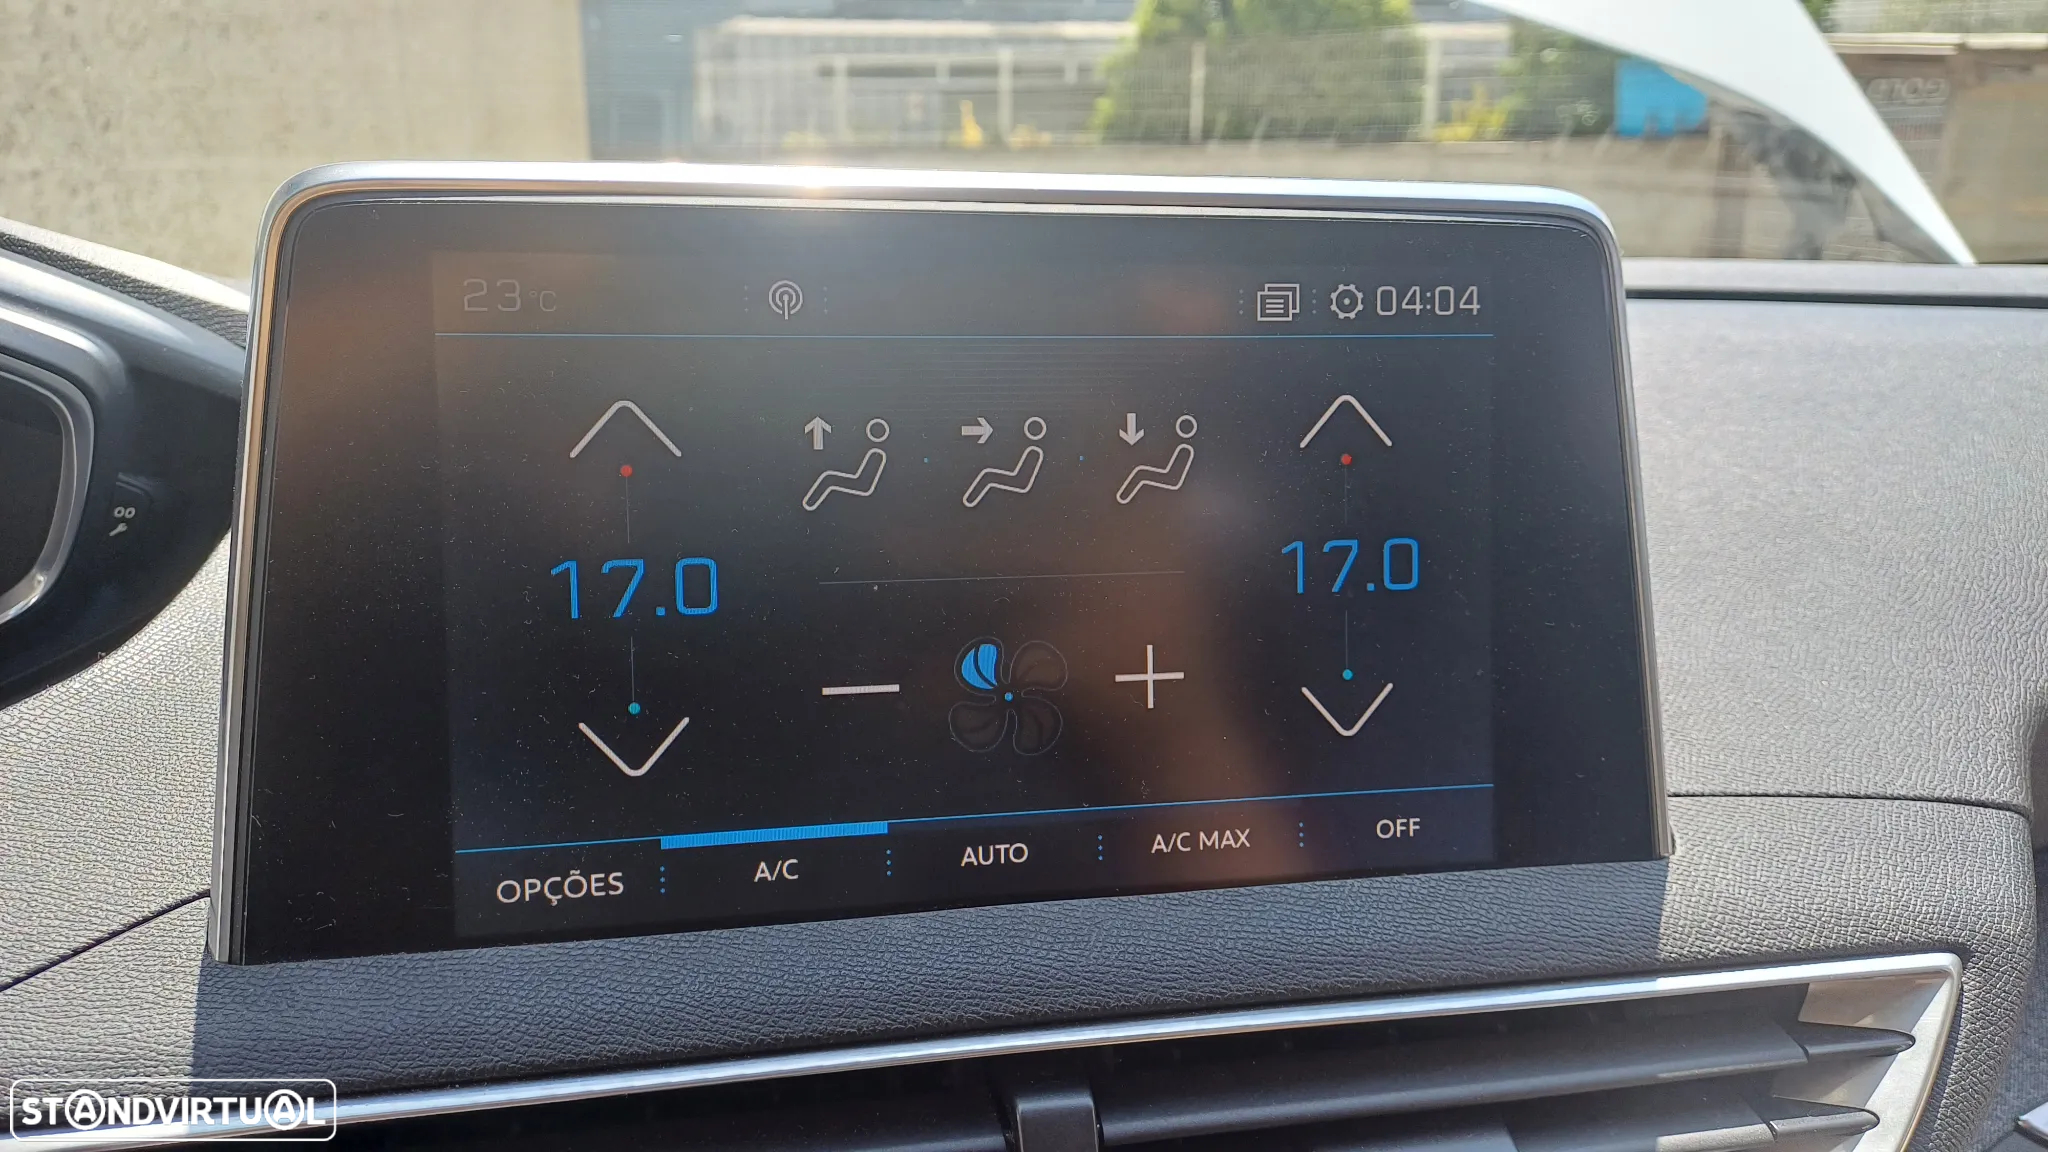 23°C 04:04
17.0 17.0
OPÇÕES A/C AUTO A/C MAX OFF
STANDVIRTUAL